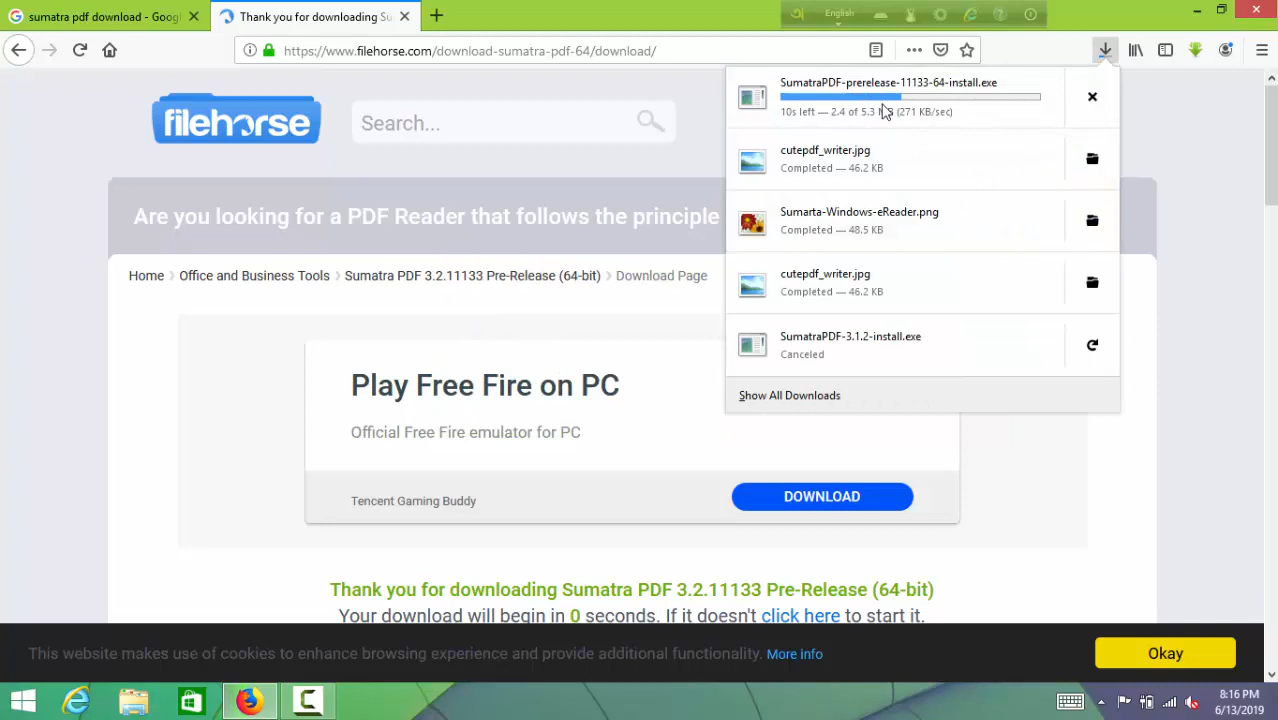 sumatra pdf download - Goog
Thank you for downloading Su
English
https://www.filehorse.com/download-sumatra-pdf-64/download/
SumatraPDF-prerelease-11133-64-install.exe
10s left — 2.4 of 5.3 (271 KB/sec)
cutepdf_writer.jpg
Completed — 46.2 KB
Sumarta-Windows-eReader.png
Completed — 48.5 KB
cutepdf_writer.jpg
Completed — 46.2 KB
SumatraPDF-3.1.2-install.exe
Canceled
Show All Downloads
filehorse
Search...
Are you looking for a PDF Reader that follows the principle
Home > Office and Business Tools > Sumatra PDF 3.2.11133 Pre-Release (64-bit) > Download Page
Play Free Fire on PC
Official Free Fire emulator for PC
Tencent Gaming Buddy
DOWNLOAD
Thank you for downloading Sumatra PDF 3.2.11133 Pre-Release (64-bit)
Your download will begin in 0 seconds. If it doesn't click here to start it.
This website makes use of cookies to enhance browsing experience and provide additional functionality. More info
Okay
8:16 PM
6/13/2019